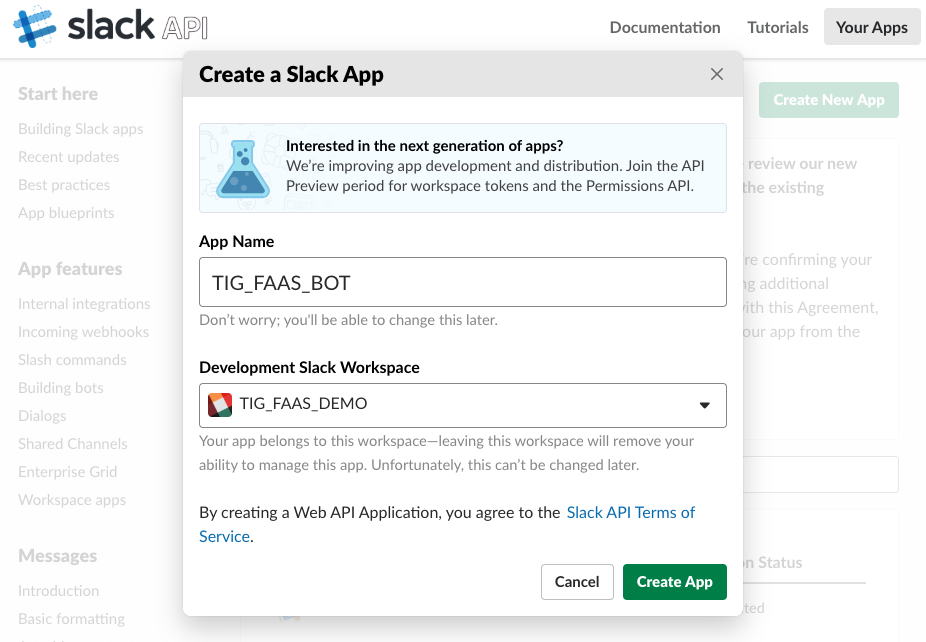 slack API
Documentation
Tutorials
Your Apps
Create a Slack App
Start here
Building Slack apps
Recent updates
Best practices
App blueprints
App features
Internal integrations
Incoming webhooks
Slash commands
Building bots
Dialogs
Shared Channels
Enterprise Grid
Workspace apps
Messages
Introduction
Basic formatting
Interested in the next generation of apps?
We're improving app development and distribution. Join the API
Preview period for workspace tokens and the Permissions API.
App Name
TIG_FAAS_BOT
Don't worry; you'll be able to change this later.
Development Slack Workspace
TIG_FAAS_DEMO
Your app belongs to this workspace—leaving this workspace will remove your
ability to manage this app. Unfortunately, this can't be changed later.
By creating a Web API Application, you agree to the Slack API Terms of
Service.
Cancel
Create App
Create New App
review our new
the existing
re confirming your
additional
with this Agreement,
our app from the
Status